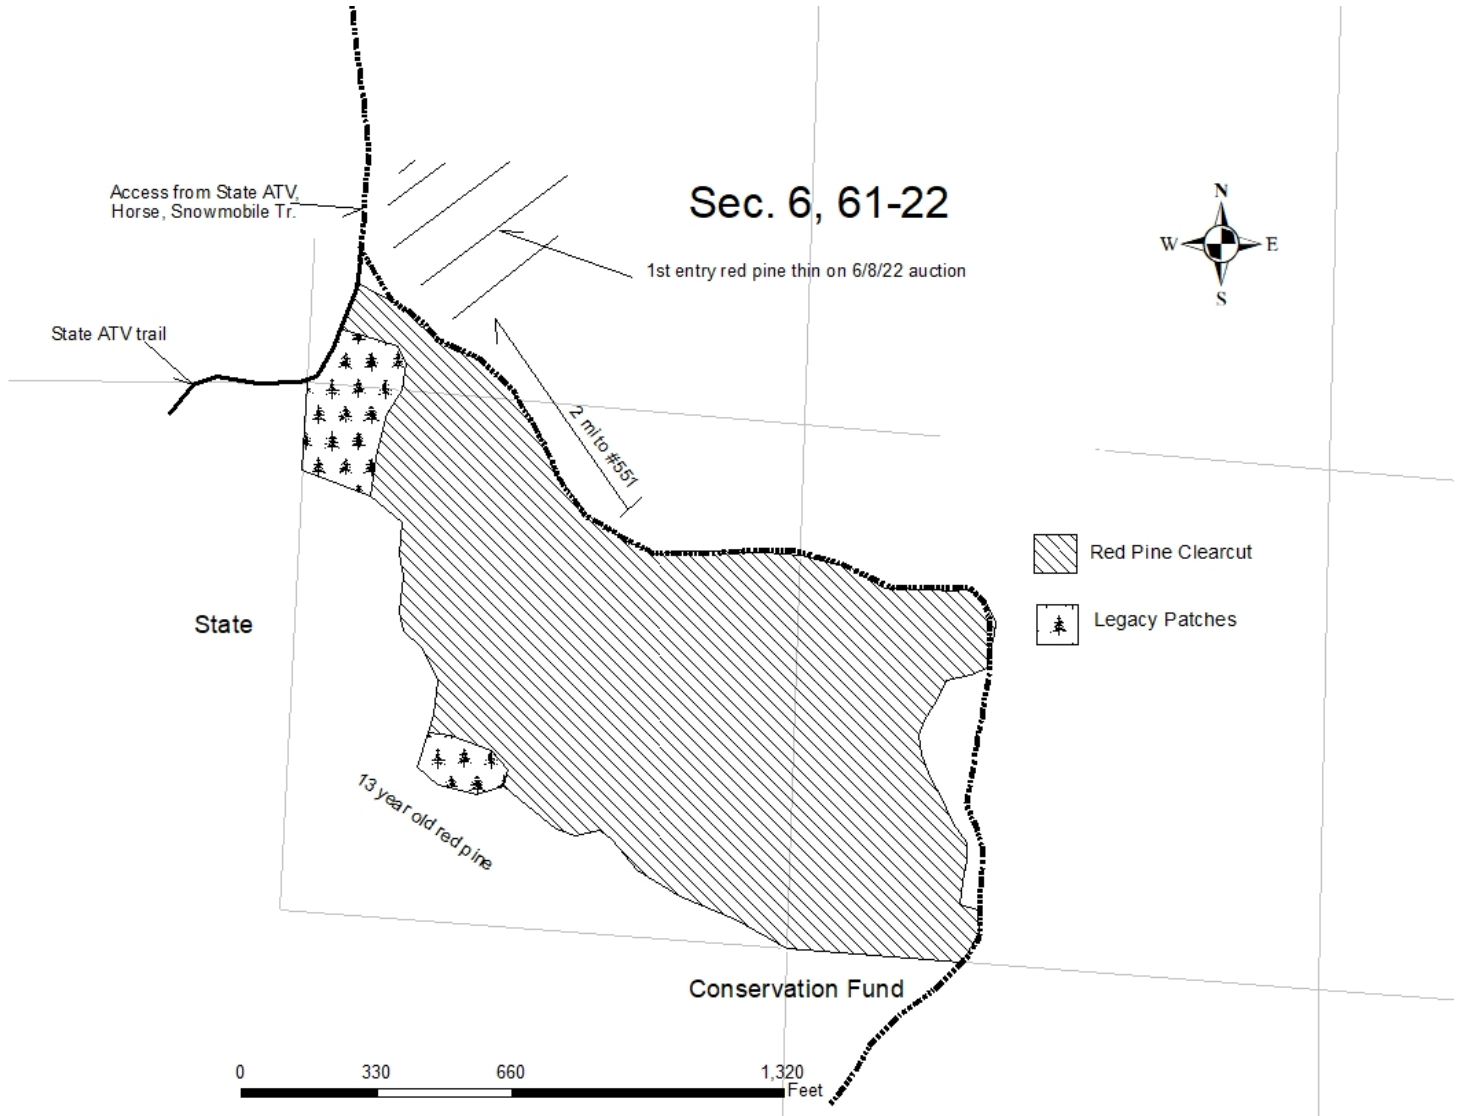 Access from State ATV,
Horse, Snowmobile Tr.
Sec. 6, 61-22
N
W
E
S
1st entry red pine thin on 6/8/22 auction
State ATV trail
2 mi to #551
Red Pine Clearcut
Legacy Patches
State
13 year old red pine
Conservation Fund
0
330
660
1,320
Feet